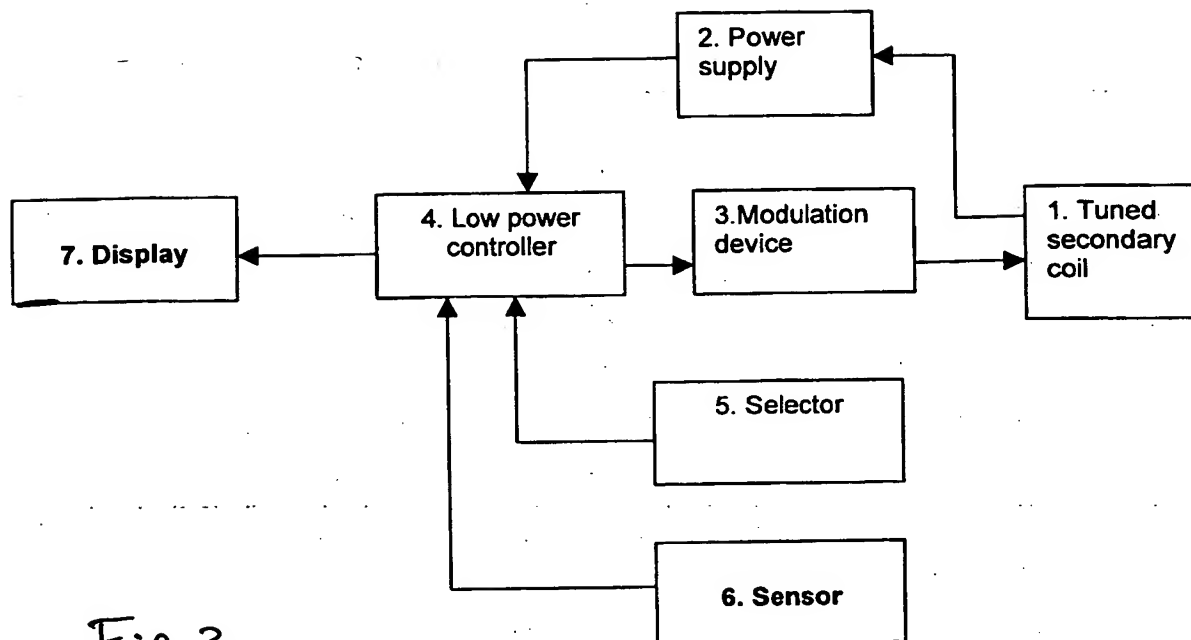 2. Power
supply
4. Low power
controller
3.Modulation
device
1. Tuned
secondary
coil
7. Display
5. Selector
6. Sensor
Fig 2